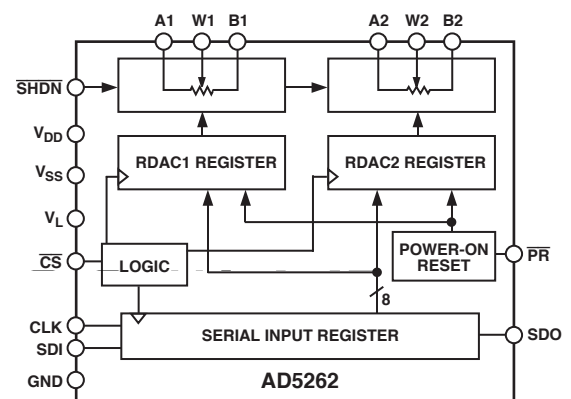 A1 W1 B1 A2 W2 B2
SHDN
VDD
RDAC1 REGISTER RDAC2 REGISTER
VSS
VL
CS LOGIC POWER-ON RESET PR
8
CLK SERIAL INPUT REGISTER SDO
SDI
GND AD5262